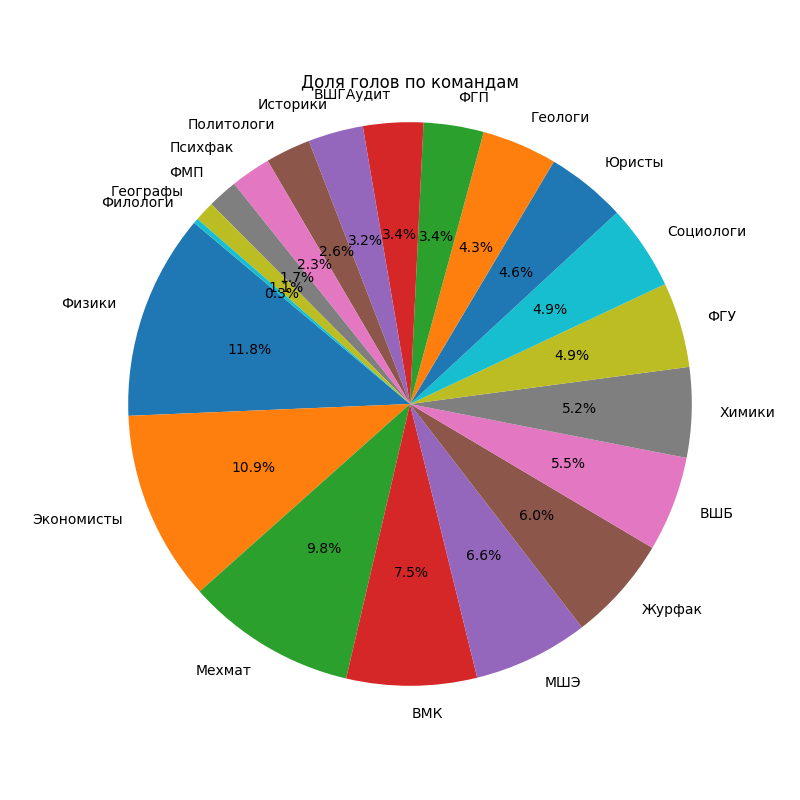 Доля голов по командам
Физики
11.8%
Экономисты
10.9%
Мехмат
9.8%
ВМК
7.5%
МШЭ
6.6%
Журфак
6.0%
ВШБ
5.5%
Химики
5.2%
ФГУ
4.9%
Социологи
4.9%
Юристы
4.6%
Геологи
4.3%
ФГП
3.4%
ВШГАудит
3.4%
Историки
3.2%
Политологи
2.6%
Психфак
2.3%
ФМП
1.7%
Географы
1.1%
Филологи
0.3%